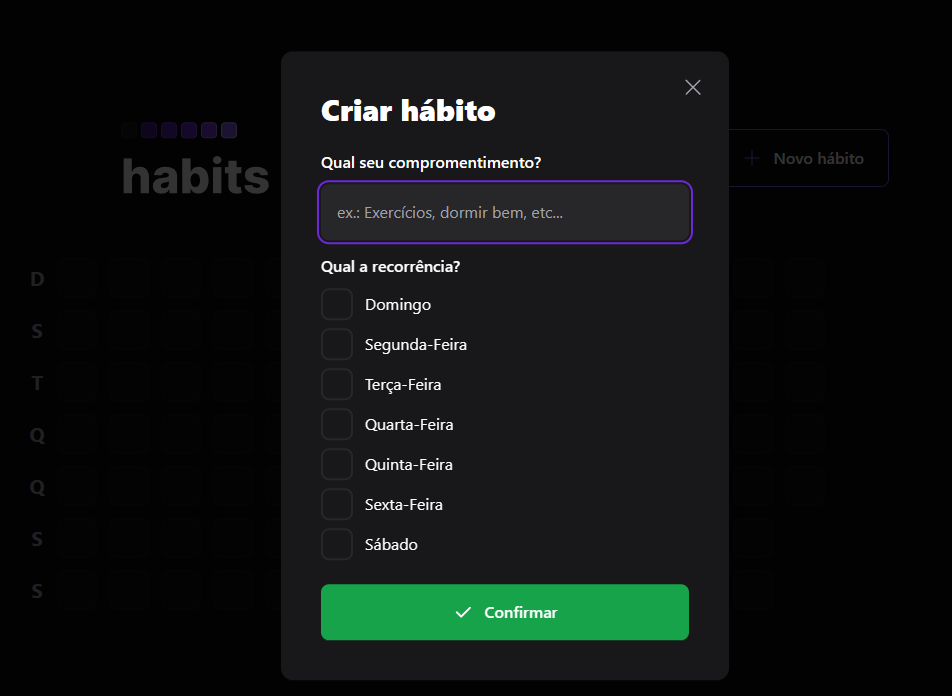 habits
Novo hábito
D
S
T
Q
Q
S
S
Criar hábito
Qual seu compromentimento?
ex.: Exercícios, dormir bem, etc...
Qual a recorrência?
Domingo
Segunda-Feira
Terça-Feira
Quarta-Feira
Quinta-Feira
Sexta-Feira
Sábado
Confirmar